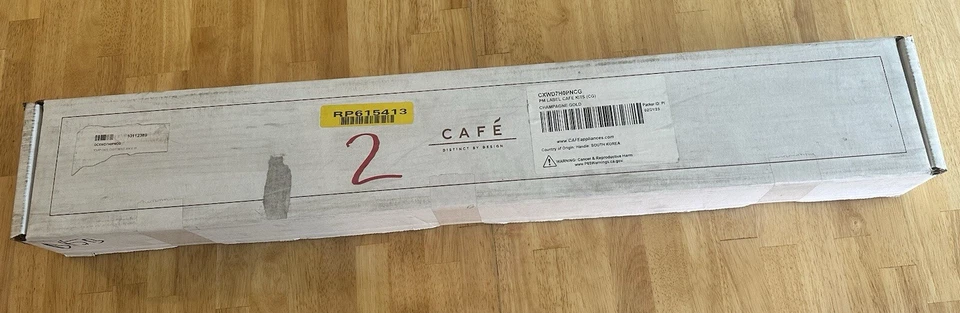 RP615413
2
CAFÉ
DISTINCT BY DESIGN
CXWD7H0PNCG
PM LABEL CAFE KITS (CG)
CHAMPAGNE GOLD
www.CAFEappliances.com
Country of Origin: Handle: SOUTH KOREA
WARNING: Cancer & Reproductive Harm
www.P65Warnings.ca.gov